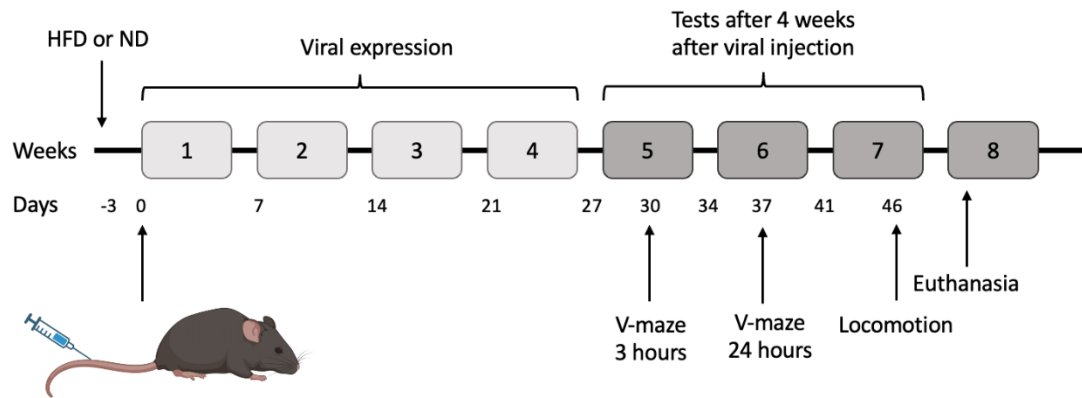 HFD or ND
Viral expression
Tests after 4 weeks
after viral injection
Weeks 1 2 3 4 5 6 7 8
Days -3 0 7 14 21 27 30 34 37 41 46
Euthanasia
V-maze
3 hours
V-maze
24 hours
Locomotion